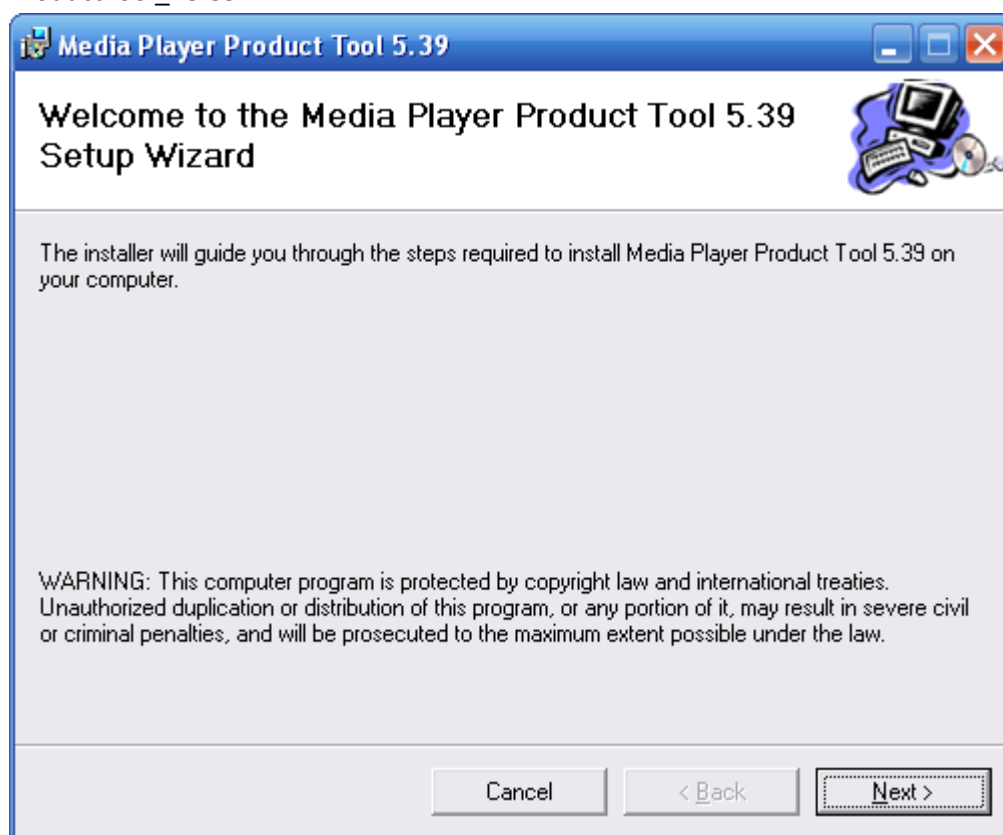 Media Player Product Tool 5.39
Welcome to the Media Player Product Tool 5.39
Setup Wizard
The installer will guide you through the steps required to install Media Player Product Tool 5.39 on
your computer.
WARNING: This computer program is protected by copyright law and international treaties.
Unauthorized duplication or distribution of this program, or any portion of it, may result in severe civil
or criminal penalties, and will be prosecuted to the maximum extent possible under the law.
Cancel
< Back
Next >